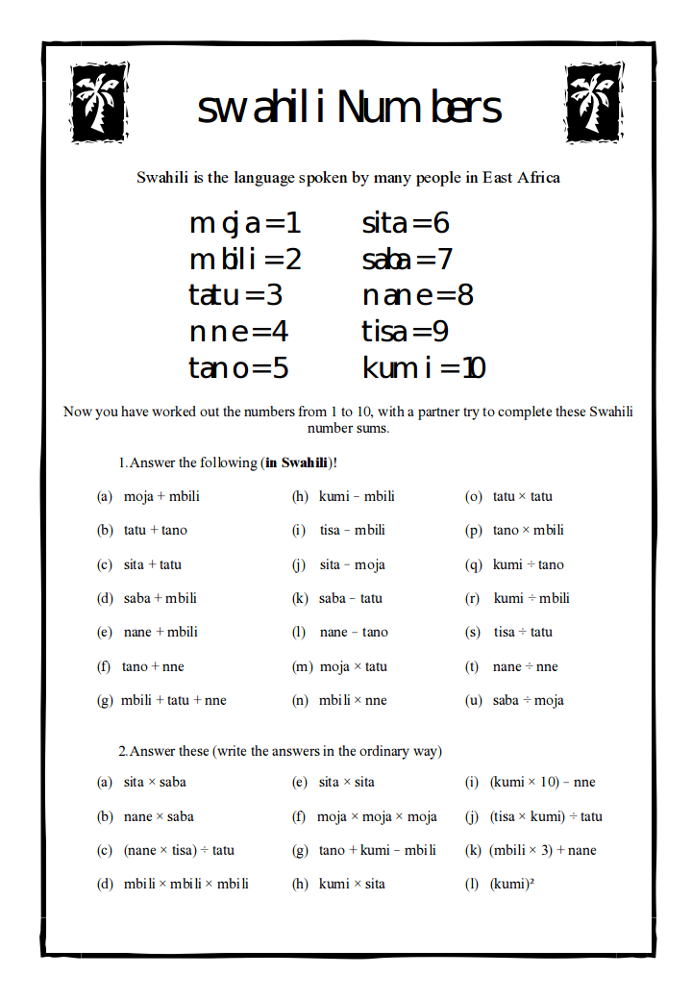 swahili Numbers
Swahili is the language spoken by many people in East Africa
moja=1
mbili=2
tatu=3
nne=4
tano=5
sita=6
saba=7
nane=8
tisa=9
kumi=10
Now you have worked out the numbers from 1 to 10, with a partner try to complete these Swahili
number sums.
1.Answer the following (in Swahili)!
(a) moja + mbili
(b) tatu + tano
(c) sita + tatu
(d) saba + mbili
(e) nane + mbili
(f) tano + nne
(g) mbili + tatu + nne
(h) kumi – mbili
(i) tisa – mbili
(j) sita – moja
(k) saba – tatu
(l) nane – tano
(m) moja × tatu
(n) mbili × nne
(o) tatu × tatu
(p) tano × mbili
(q) kumi ÷ tano
(r) kumi ÷ mbili
(s) tisa ÷ tatu
(t) nane ÷ nne
(u) saba ÷ moja
2.Answer these (write the answers in the ordinary way)
(a) sita × saba
(b) nane × saba
(c) (nane × tisa) ÷ tatu
(d) mbili × mbili × mbili
(e) sita × sita
(f) moja × moja × moja
(g) tano + kumi – mbili
(h) kumi × sita
(i) (kumi × 10) – nne
(j) (tisa × kumi) ÷ tatu
(k) (mbili × 3) + nane
(l) (kumi)²